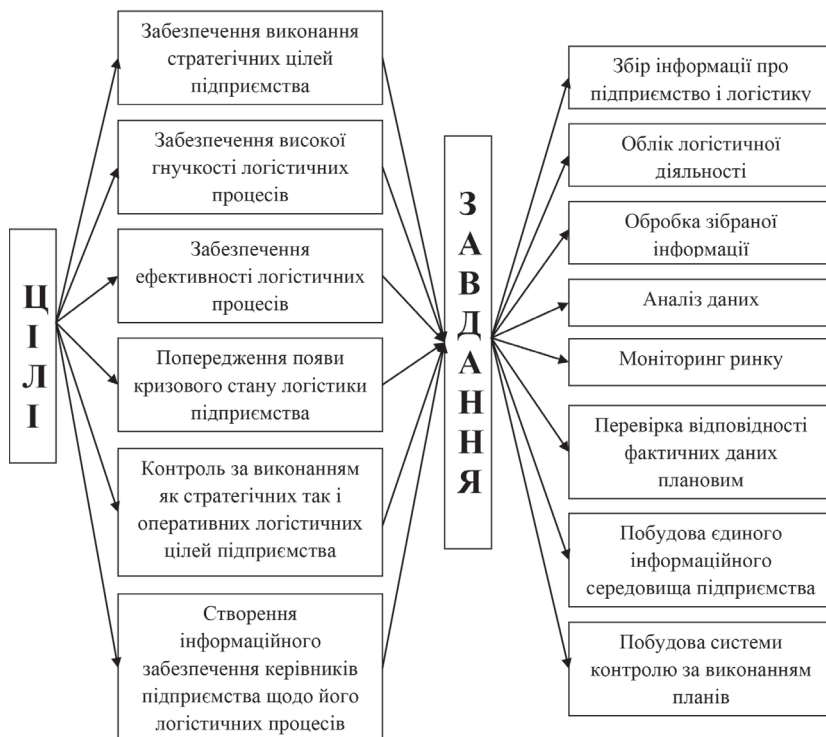 ЦІЛІ
Забезпечення виконання
стратегічних цілей
підприємства
Забезпечення високої
гнучкості логістичних
процесів
Забезпечення
ефективності логістичних
процесів
Попередження появи
кризового стану логістики
підприємства
Контроль за виконанням
як стратегічних так і
оперативних логістичних
цілей підприємства
Створення
інформаційного
забезпечення керівників
підприємства щодо його
логістичних процесів
ЗАВДАННЯ
Збір інформації про
підприємство і логістику
Облік логістичної
діяльності
Обробка зібраної
інформації
Аналіз даних
Моніторинг ринку
Перевірка відповідності
фактичних даних
плановим
Побудова єдиного
інформаційного
середовища підприємства
Побудова системи
контролю за виконанням
планів